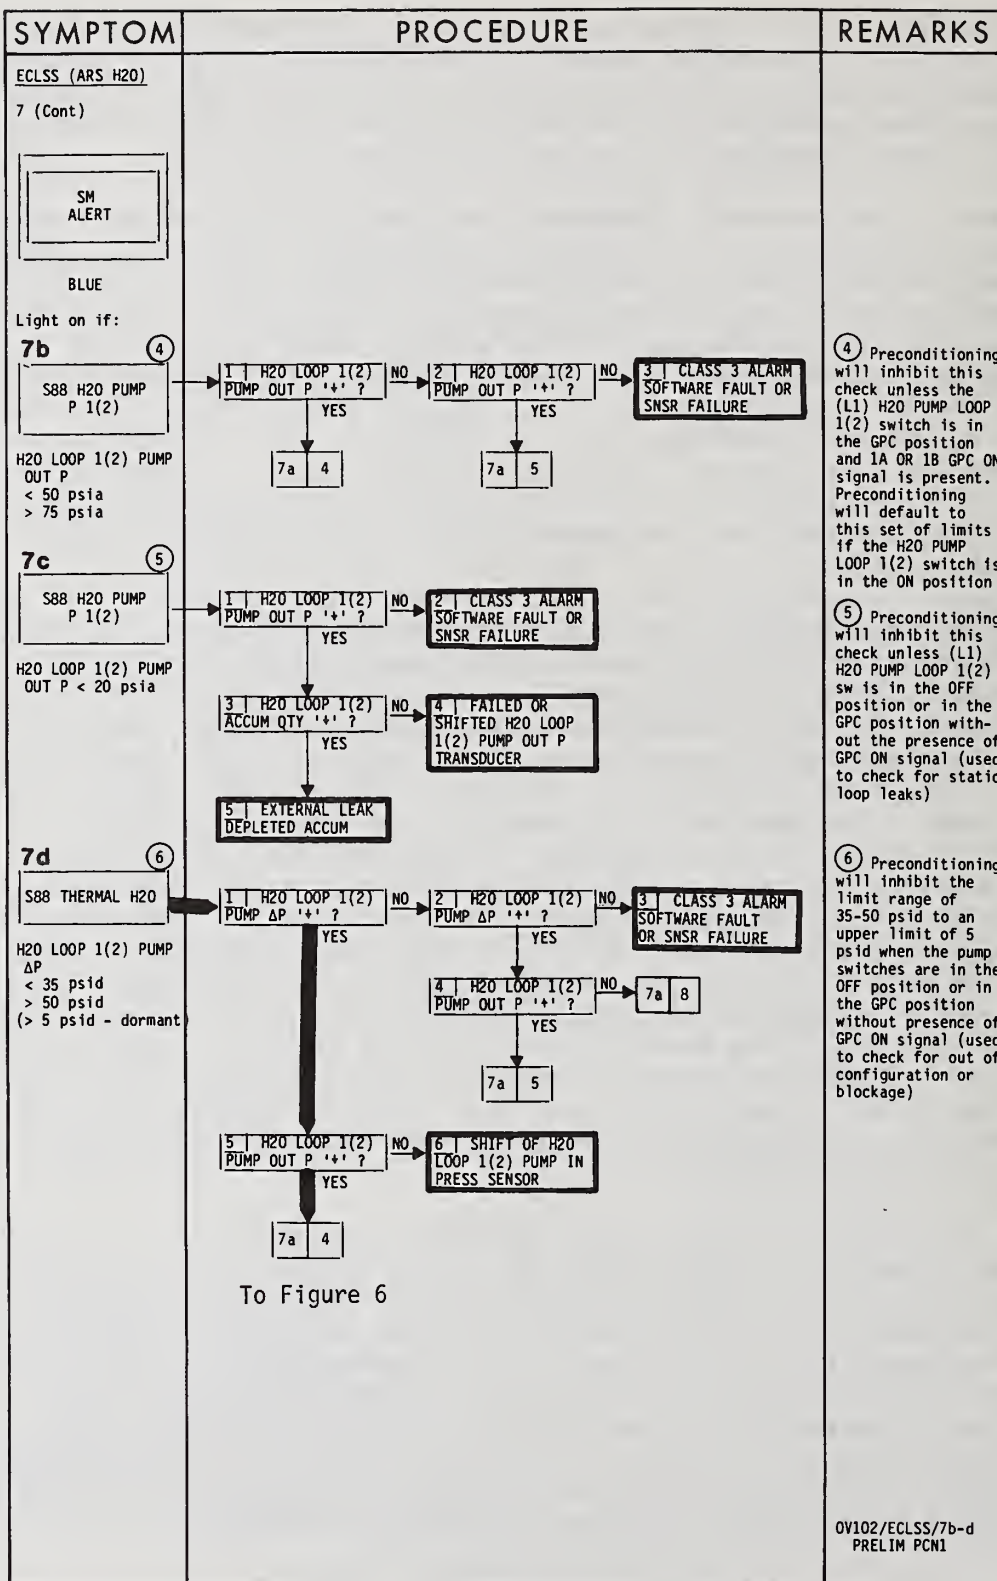 SYMPTOM
PROCEDURE
REMARKS
ECLSS (ARS H2O)
7 (Cont)
SM
ALERT
BLUE
Light on if:
7b
4
S88 H2O PUMP
P 1(2)
H2O LOOP 1(2) PUMP
OUT P
< 50 psia
> 75 psia
1 | H2O LOOP 1(2)
PUMP OUT P '↓' ?
NO
YES
7a 4
2 | H2O LOOP 1(2)
PUMP OUT P '↑' ?
NO
YES
7a 5
3 | CLASS 3 ALARM
SOFTWARE FAULT OR
SNSR FAILURE
7c
5
S88 H2O PUMP
P 1(2)
H2O LOOP 1(2) PUMP
OUT P < 20 psia
1 | H2O LOOP 1(2)
PUMP OUT P '↓' ?
NO
YES
2 | CLASS 3 ALARM
SOFTWARE FAULT OR
SNSR FAILURE
3 | H2O LOOP 1(2)
ACCUM QTY '↓' ?
NO
YES
4 | FAILED OR
SHIFTED H2O LOOP
1(2) PUMP OUT P
TRANSDUCER
5 | EXTERNAL LEAK
DEPLETED ACCUM
7d
6
S88 THERMAL H2O
H2O LOOP 1(2) PUMP
ΔP
< 35 psid
> 50 psid
(> 5 psid - dormant)
1 | H2O LOOP 1(2)
PUMP ΔP '↓' ?
NO
YES
2 | H2O LOOP 1(2)
PUMP ΔP '↑' ?
NO
YES
3 | CLASS 3 ALARM
SOFTWARE FAULT
OR SNSR FAILURE
4 | H2O LOOP 1(2)
PUMP OUT P '↑' ?
NO
7a 8
YES
7a 5
5 | H2O LOOP 1(2)
PUMP OUT P '↓' ?
NO
YES
6 | SHIFT OF H2O
LOOP 1(2) PUMP IN
PRESS SENSOR
7a 4
To Figure 6
4 Preconditioning
will inhibit this
check unless the
(L1) H2O PUMP LOOP
1(2) switch is in
the GPC position
and 1A OR 1B GPC ON
signal is present.
Preconditioning
will default to
this set of limits
if the H2O PUMP
LOOP 1(2) switch is
in the ON position
5 Preconditioning
will inhibit this
check unless (L1)
H2O PUMP LOOP 1(2)
sw is in the OFF
position or in the
GPC position with-
out the presence of
GPC ON signal (used
to check for static
loop leaks)
6 Preconditioning
will inhibit the
limit range of
35-50 psid to an
upper limit of 5
psid when the pump
switches are in the
OFF position or in
the GPC position
without presence of
GPC ON signal (used
to check for out of
configuration or
blockage)
OV102/ECLSS/7b-d
PRELIM PCN1